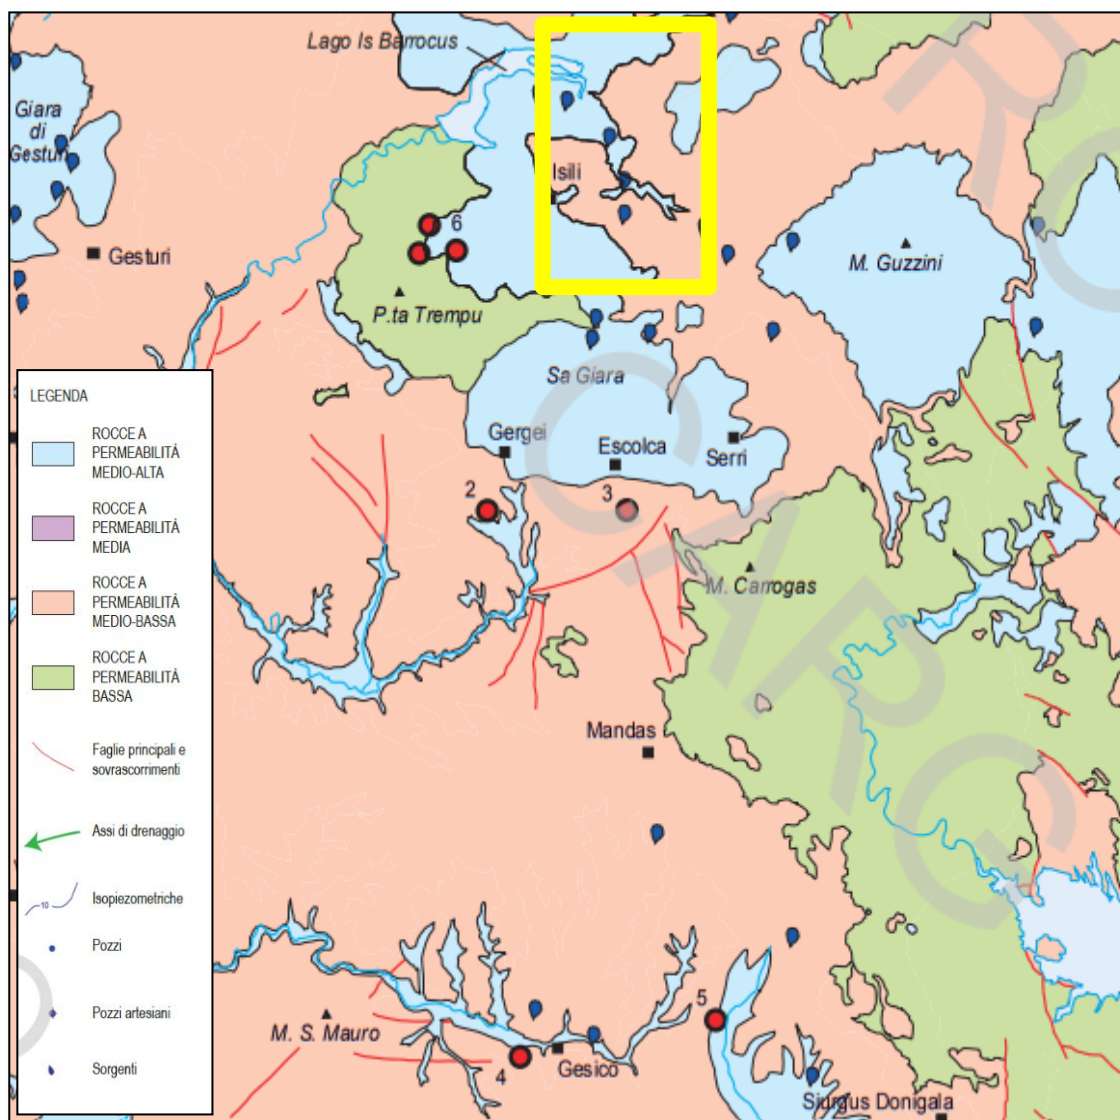 Lago Is Barrocus
Giara
di
Gesturi
Isili
6
Gesturi
M. Guzzini
P.ta Trempu
Sa Giara
Gergei
Escolca
Serri
2
3
M. Carrogas
Mandas
5
M. S. Mauro
4
Gesico
Siurgus Donigala
LEGENDA
ROCCE A
PERMEABILITÀ
MEDIO-ALTA
ROCCE A
PERMEABILITÀ
MEDIA
ROCCE A
PERMEABILITÀ
MEDIO-BASSA
ROCCE A
PERMEABILITÀ
BASSA
Faglie principali e
sovrascorrimenti
Assi di drenaggio
10
Isopiezometriche
Pozzi
Pozzi artesiani
Sorgenti
CARG